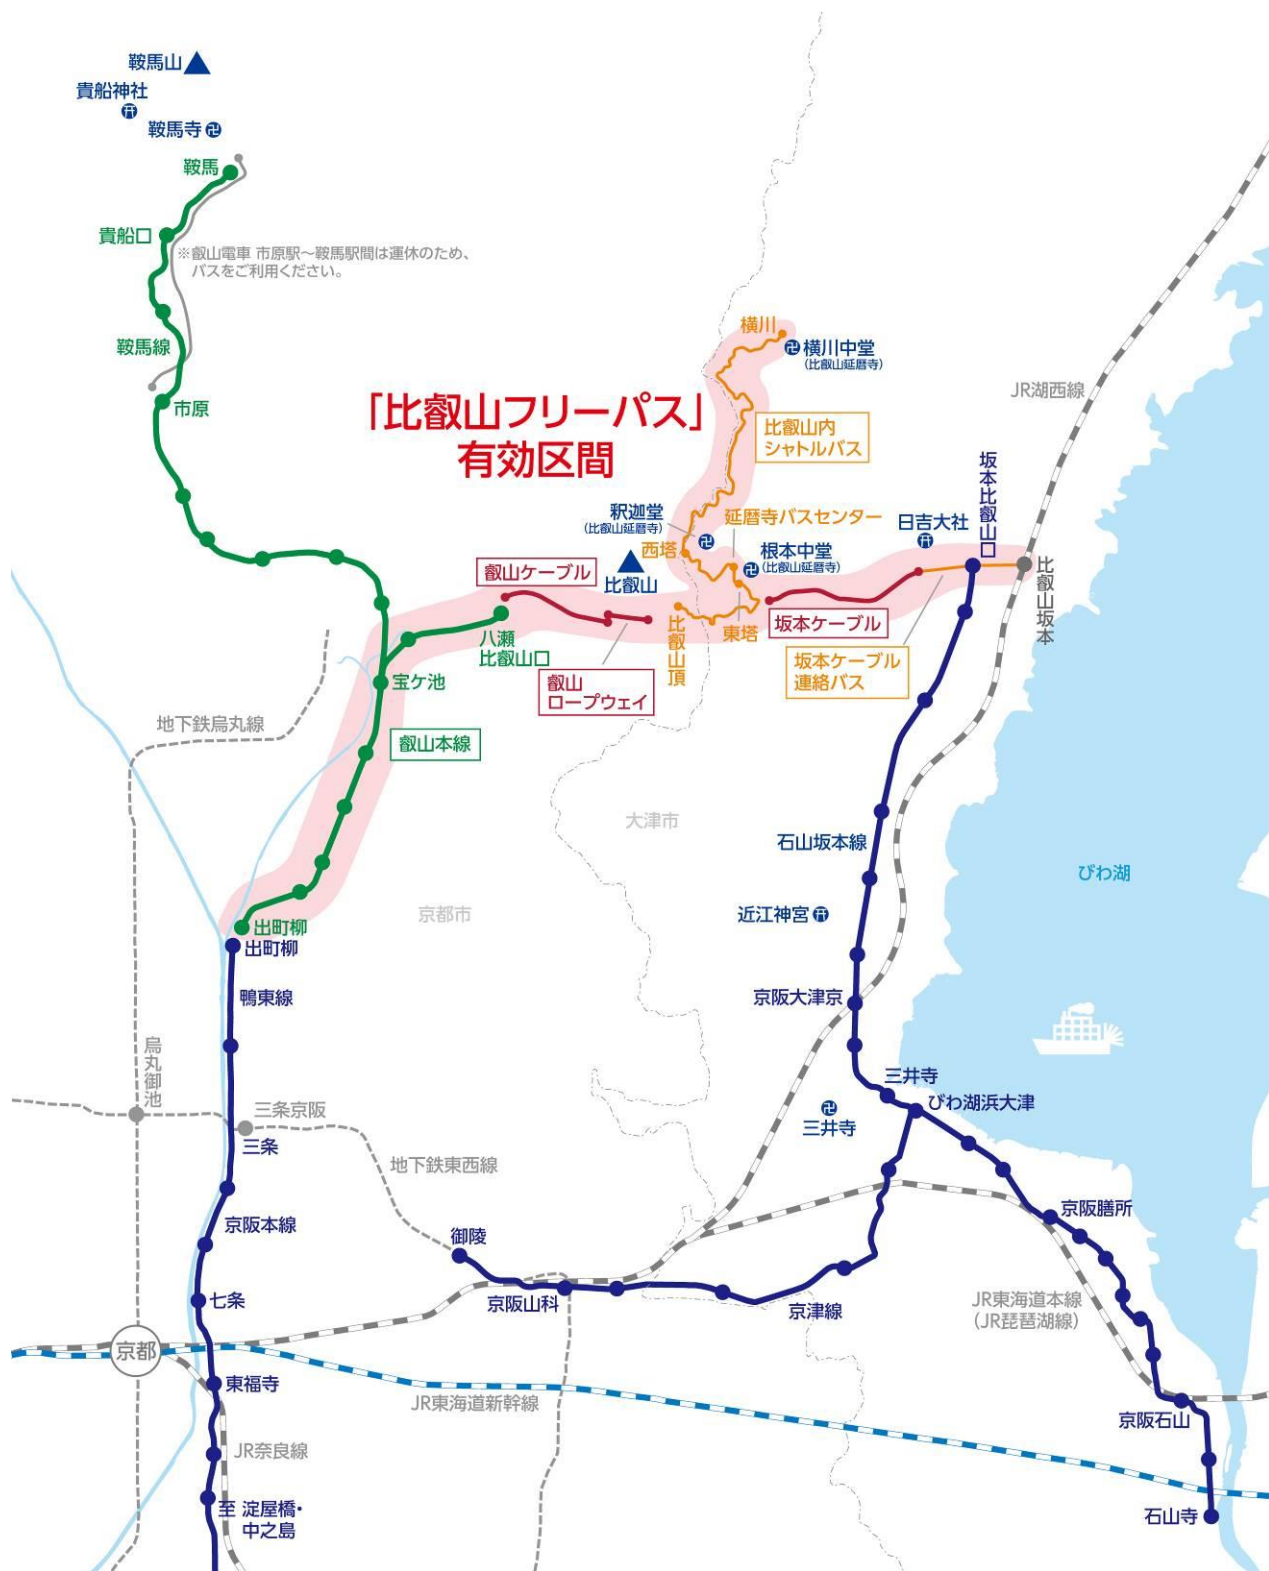 鞍馬山
貴船神社
鞍馬寺
鞍馬
貴船口
※叡山電車 市原駅～鞍馬駅間は運休のため、
バスをご利用ください。
鞍馬線
市原
「比叡山フリーパス」
有効区間
横川
横川中堂
(比叡山延暦寺)
JR湖西線
比叡山内
シャトルバス
坂本比叡山口
釈迦堂
(比叡山延暦寺)
延暦寺バスセンター
日吉大社
西塔
根本中堂
(比叡山延暦寺)
叡山ケーブル
比叡山
比叡山坂本
八瀬
比叡山口
比叡山頂
東塔
坂本ケーブル
坂本ケーブル
連絡バス
叡山
ロープウェイ
宝ケ池
地下鉄烏丸線
叡山本線
大津市
石山坂本線
びわ湖
京都市
近江神宮
出町柳
出町柳
鴨東線
京阪大津京
烏丸御池
三条京阪
三条
三井寺
びわ湖浜大津
三井寺
地下鉄東西線
京阪本線
御陵
京阪膳所
七条
京阪山科
京津線
JR東海道本線
(JR琵琶湖線)
京都
東福寺
JR東海道新幹線
京阪石山
JR奈良線
至 淀屋橋・
中之島
石山寺